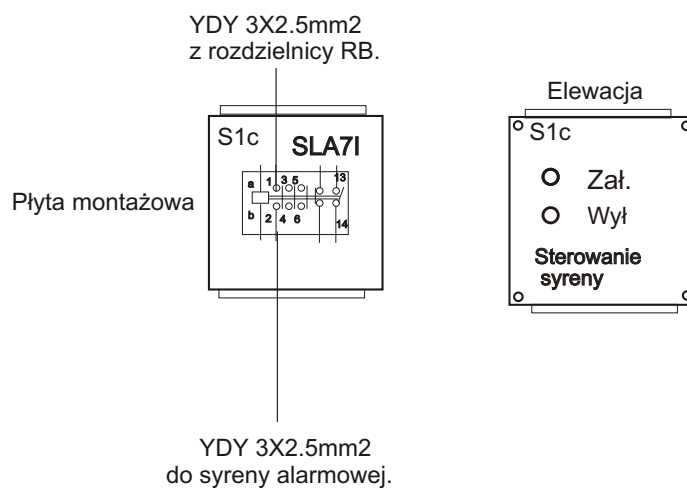 YDY 3X2.5mm2
z rozdzielnicy RB.
Elewacja
S1c
SLA7I
S1c
a 1 3 5 13
Zał.
Płyta montażowa
b 2 4 6 14
Wył
Sterowanie
syreny
YDY 3X2.5mm2
do syreny alarmowej.